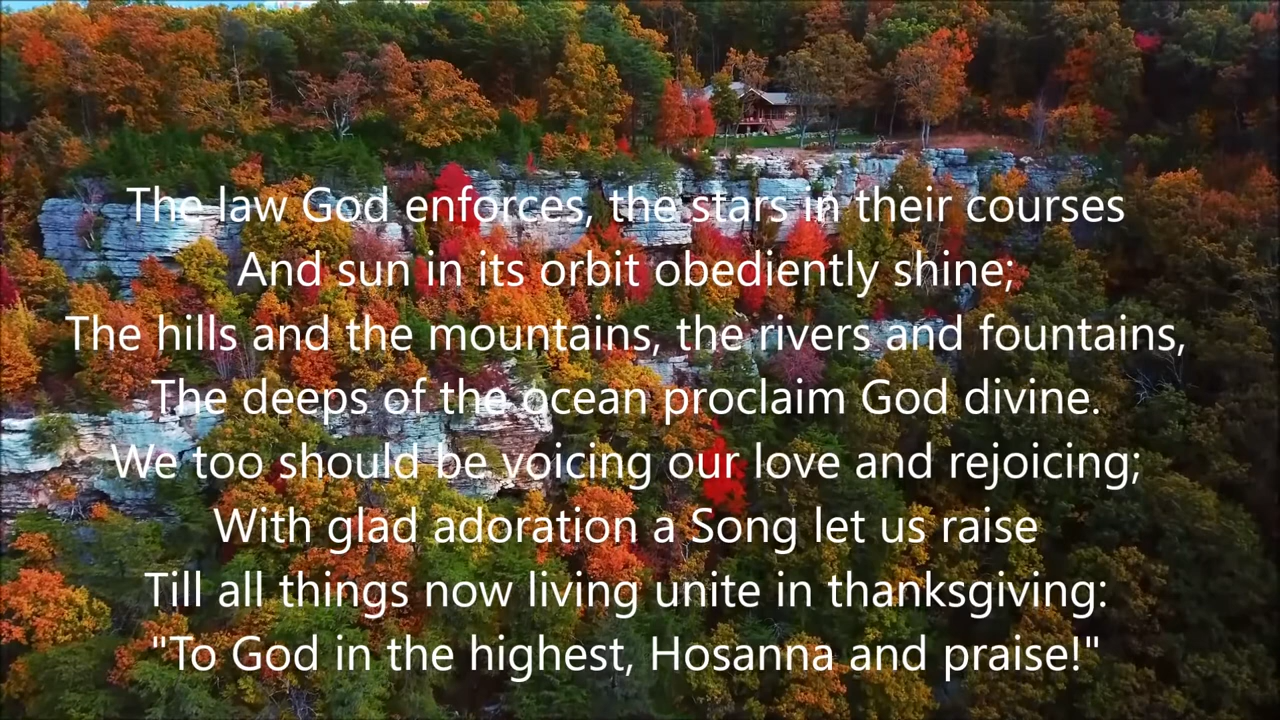 The law God enforces, the stars in their courses
And sun in its orbit obediently shine;
The hills and the mountains, the rivers and fountains,
The deeps of the ocean proclaim God divine.
We too should be voicing our love and rejoicing;
With glad adoration a Song let us raise
Till all things now living unite in thanksgiving:
"To God in the highest, Hosanna and praise!"